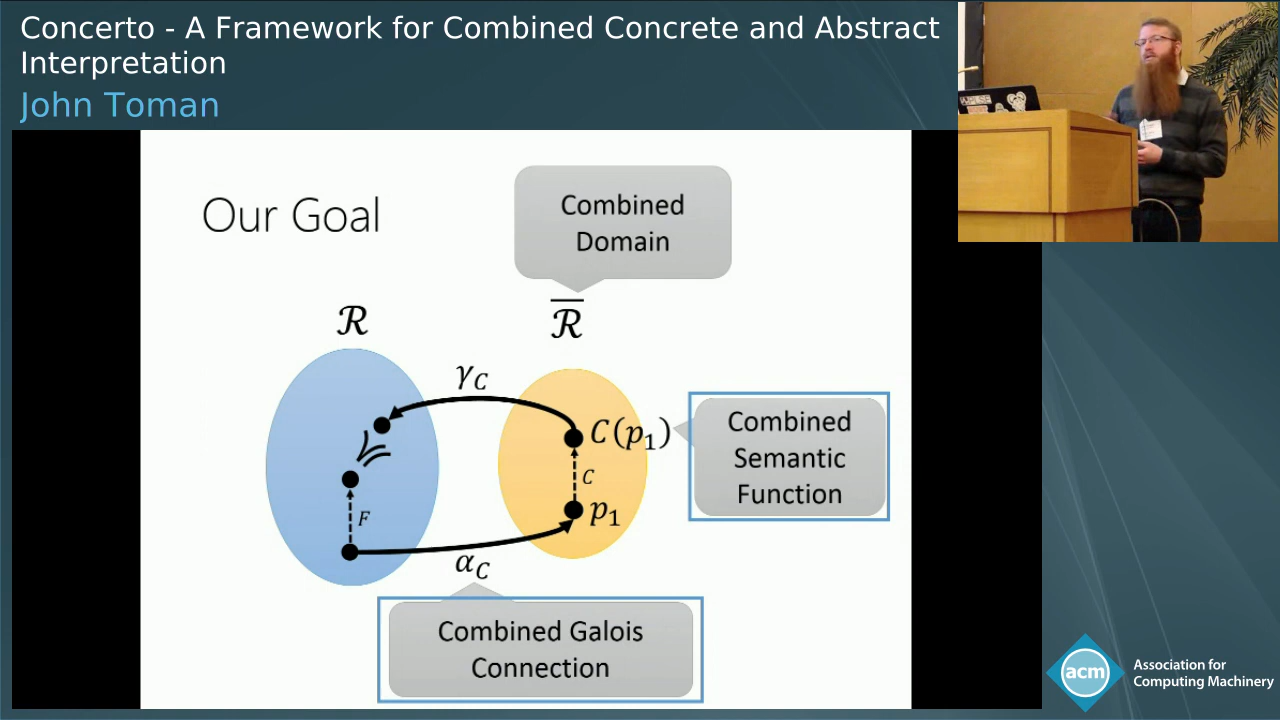 Concerto - A Framework for Combined Concrete and Abstract
Interpretation
John Toman
Our Goal
Combined
Domain
ℛ
ℛ̅
γ_C
C(p₁)
Combined
Semantic
Function
C
F
p₁
α_C
Combined Galois
Connection
acm
Association for
Computing Machinery